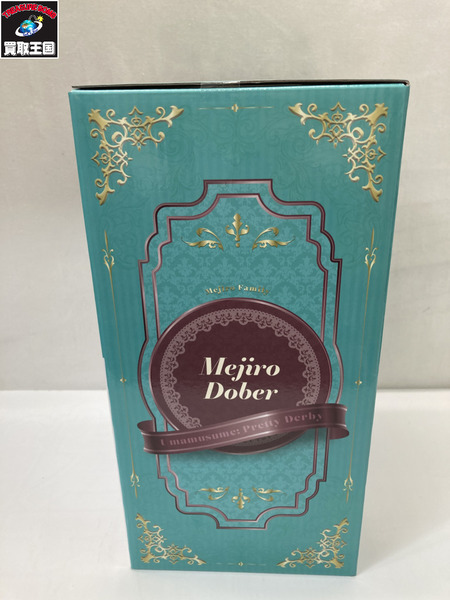 買取王国
Mejiro Family
Mejiro
Dober
Umamusume: Pretty Derby